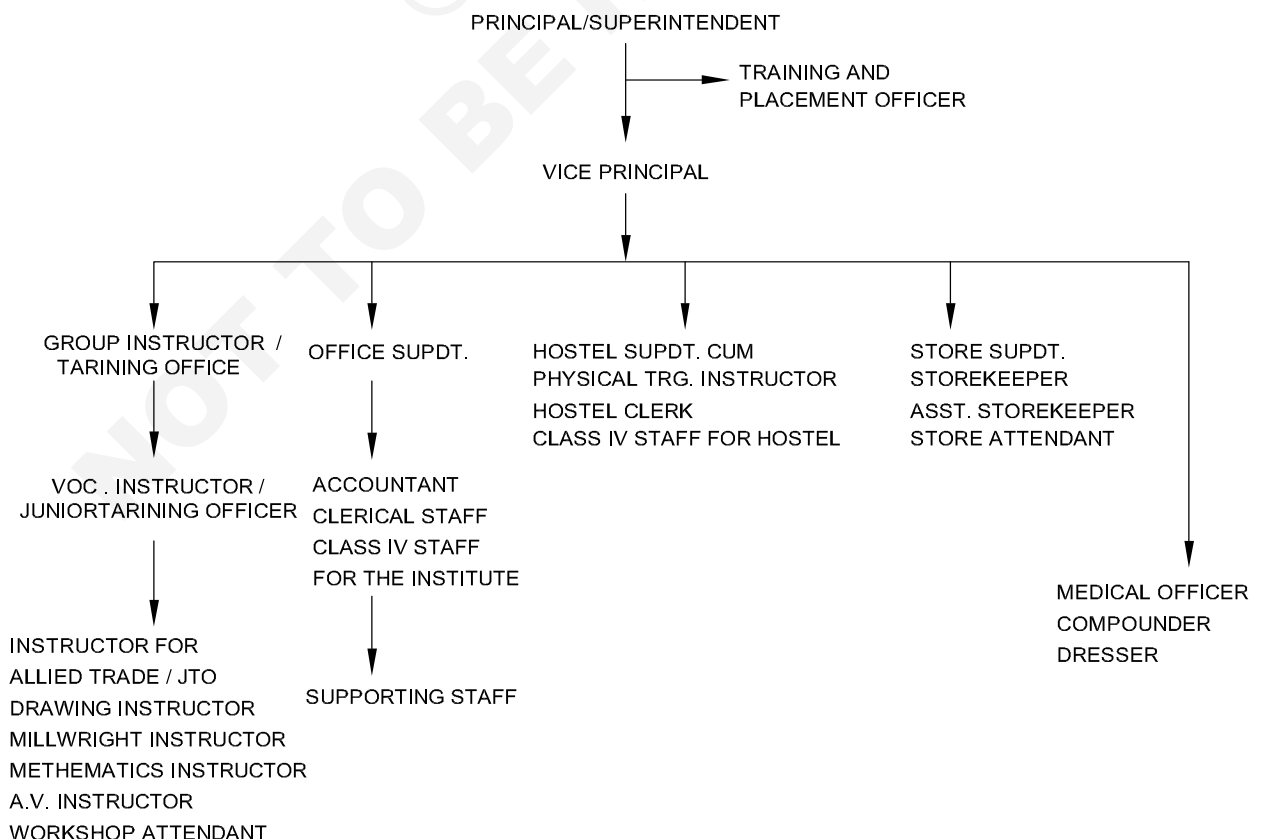 PRINCIPAL/SUPERINTENDENT
TRAINING AND
PLACEMENT OFFICER
VICE PRINCIPAL
GROUP INSTRUCTOR /
TARINING OFFICE
OFFICE SUPDT.
HOSTEL SUPDT. CUM
PHYSICAL TRG. INSTRUCTOR
HOSTEL CLERK
CLASS IV STAFF FOR HOSTEL
STORE SUPDT.
STOREKEEPER
ASST. STOREKEEPER
STORE ATTENDANT
VOC . INSTRUCTOR /
JUNIORTARINING OFFICER
ACCOUNTANT
CLERICAL STAFF
CLASS IV STAFF
FOR THE INSTITUTE
MEDICAL OFFICER
COMPOUNDER
DRESSER
INSTRUCTOR FOR
ALLIED TRADE / JTO
DRAWING INSTRUCTOR
MILLWRIGHT INSTRUCTOR
METHEMATICS INSTRUCTOR
A.V. INSTRUCTOR
WORKSHOP ATTENDANT
SUPPORTING STAFF
NOT TO BE